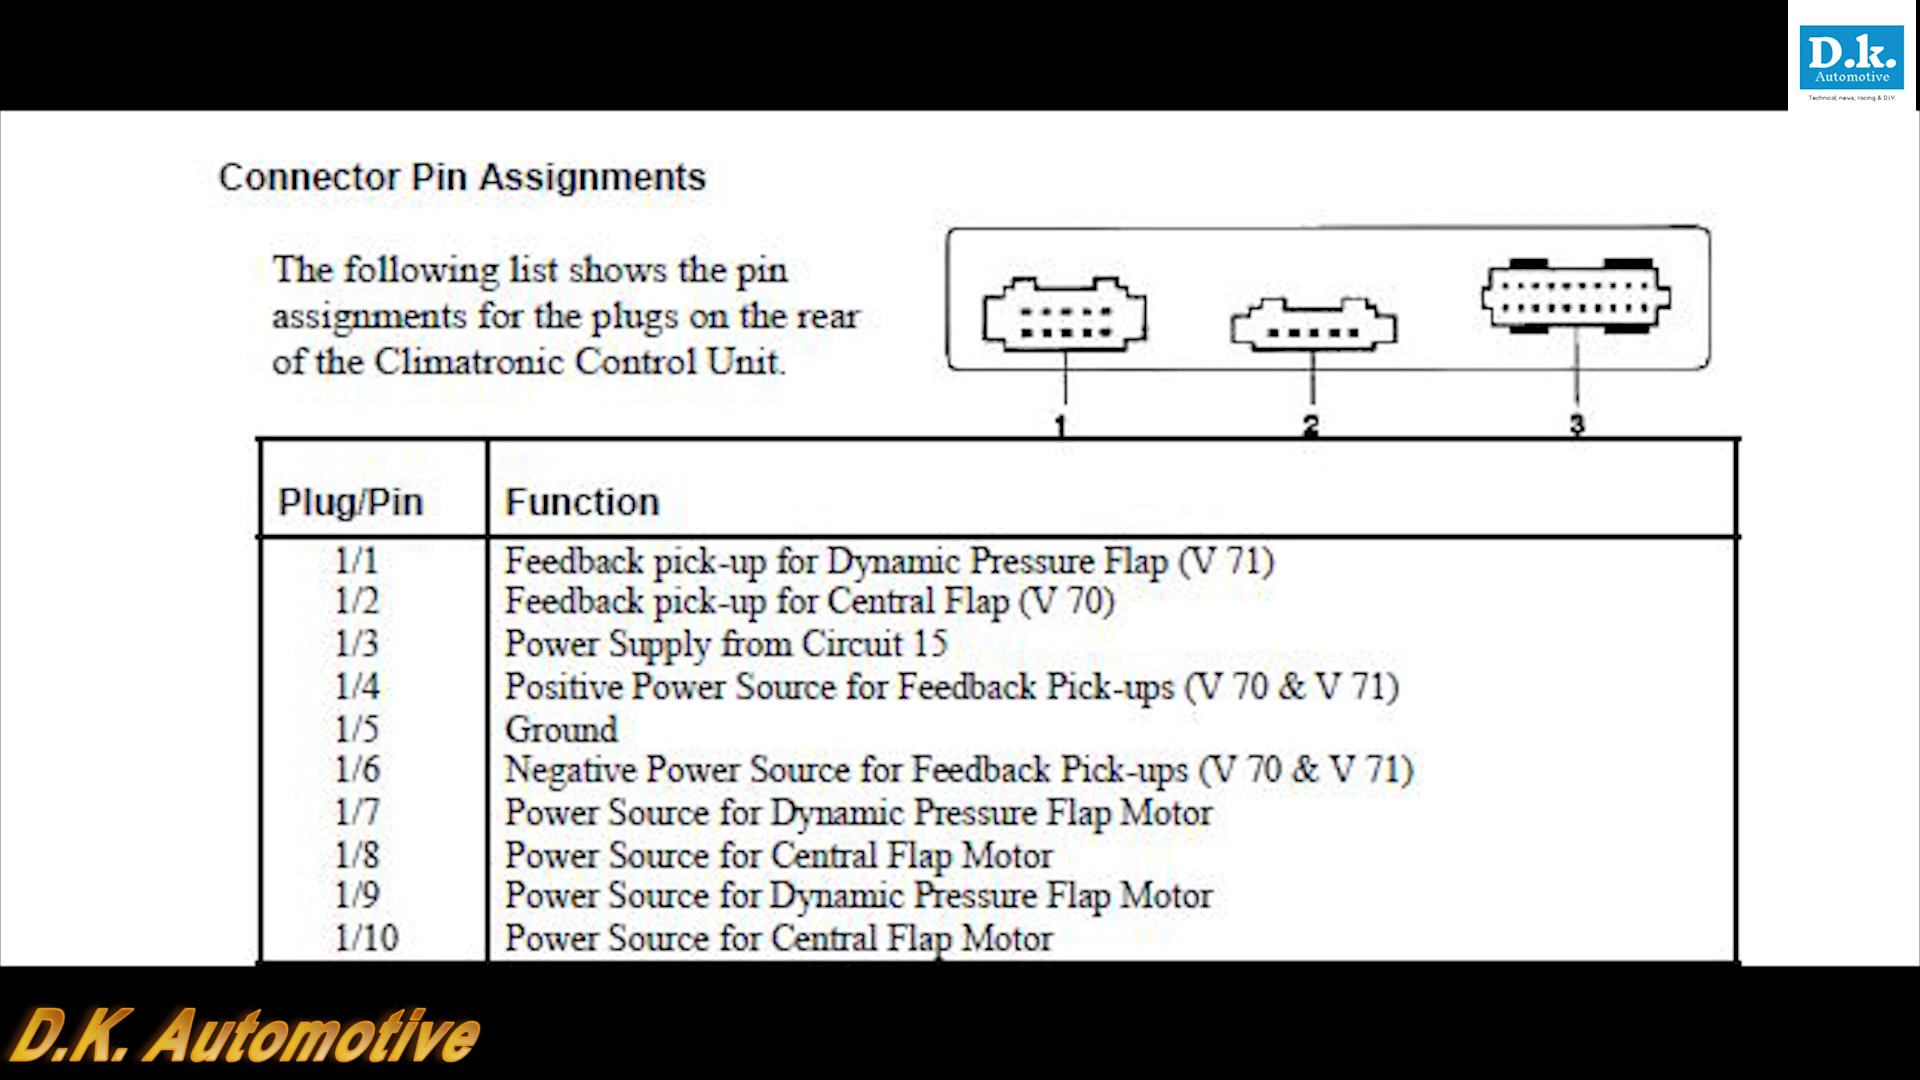 D.k.
Automotive
Technical, news, racing & D.I.Y.
Connector Pin Assignments
The following list shows the pin
assignments for the plugs on the rear
of the Climatronic Control Unit.
1 2 3
Plug/Pin Function
1/1 Feedback pick-up for Dynamic Pressure Flap (V 71)
1/2 Feedback pick-up for Central Flap (V 70)
1/3 Power Supply from Circuit 15
1/4 Positive Power Source for Feedback Pick-ups (V 70 & V 71)
1/5 Ground
1/6 Negative Power Source for Feedback Pick-ups (V 70 & V 71)
1/7 Power Source for Dynamic Pressure Flap Motor
1/8 Power Source for Central Flap Motor
1/9 Power Source for Dynamic Pressure Flap Motor
1/10 Power Source for Central Flap Motor
D.K. Automotive